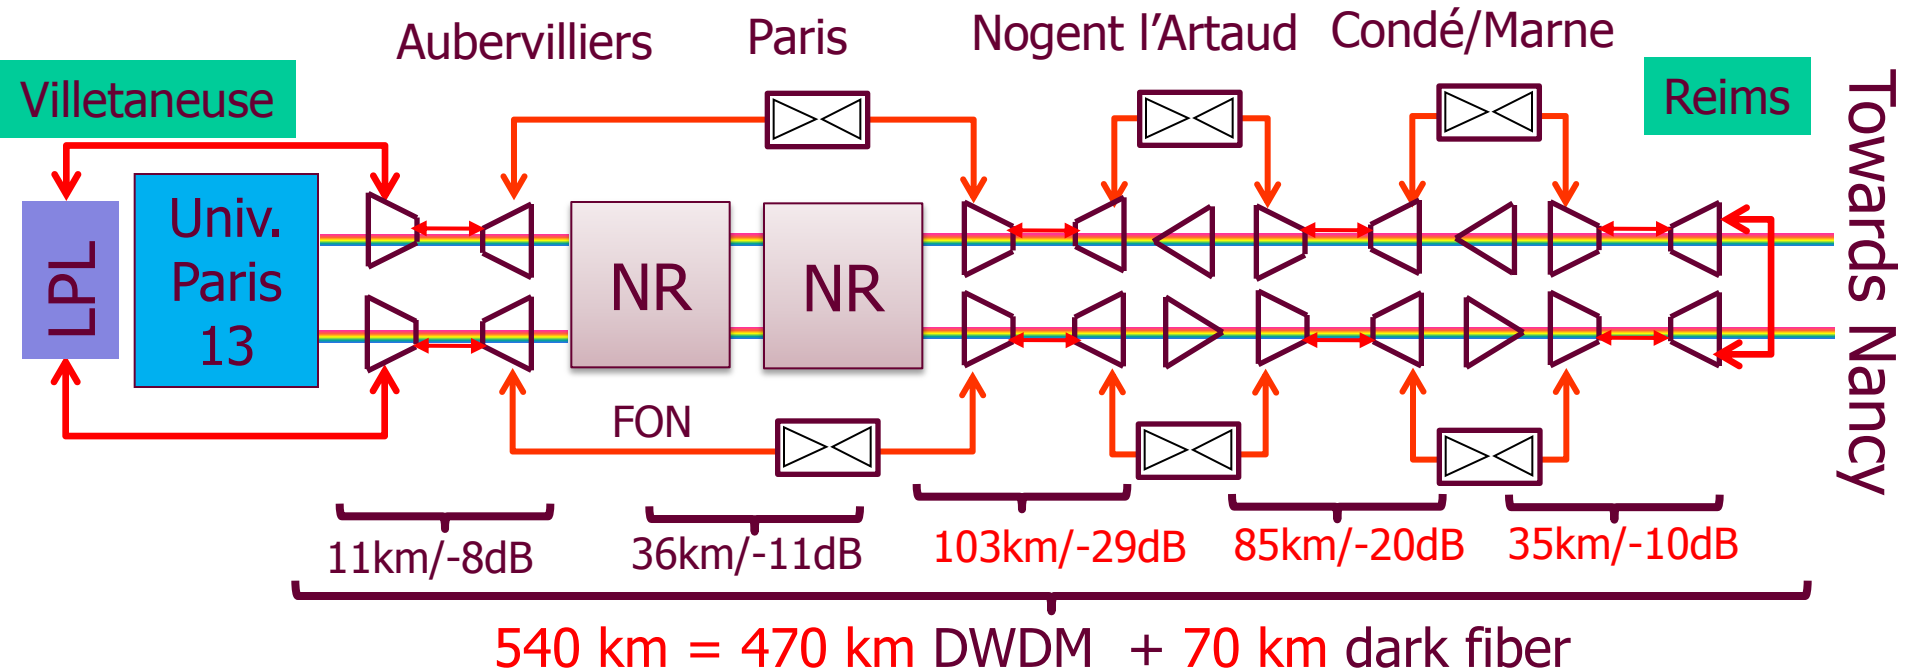 Aubervilliers
Paris
Nogent l’Artaud
Condé/Marne
Villetaneuse
Reims
Towards Nancy
LPL
Univ.
Paris
13
NR
NR
FON
11km/-8dB
36km/-11dB
103km/-29dB
85km/-20dB
35km/-10dB
540 km = 470 km DWDM + 70 km dark fiber